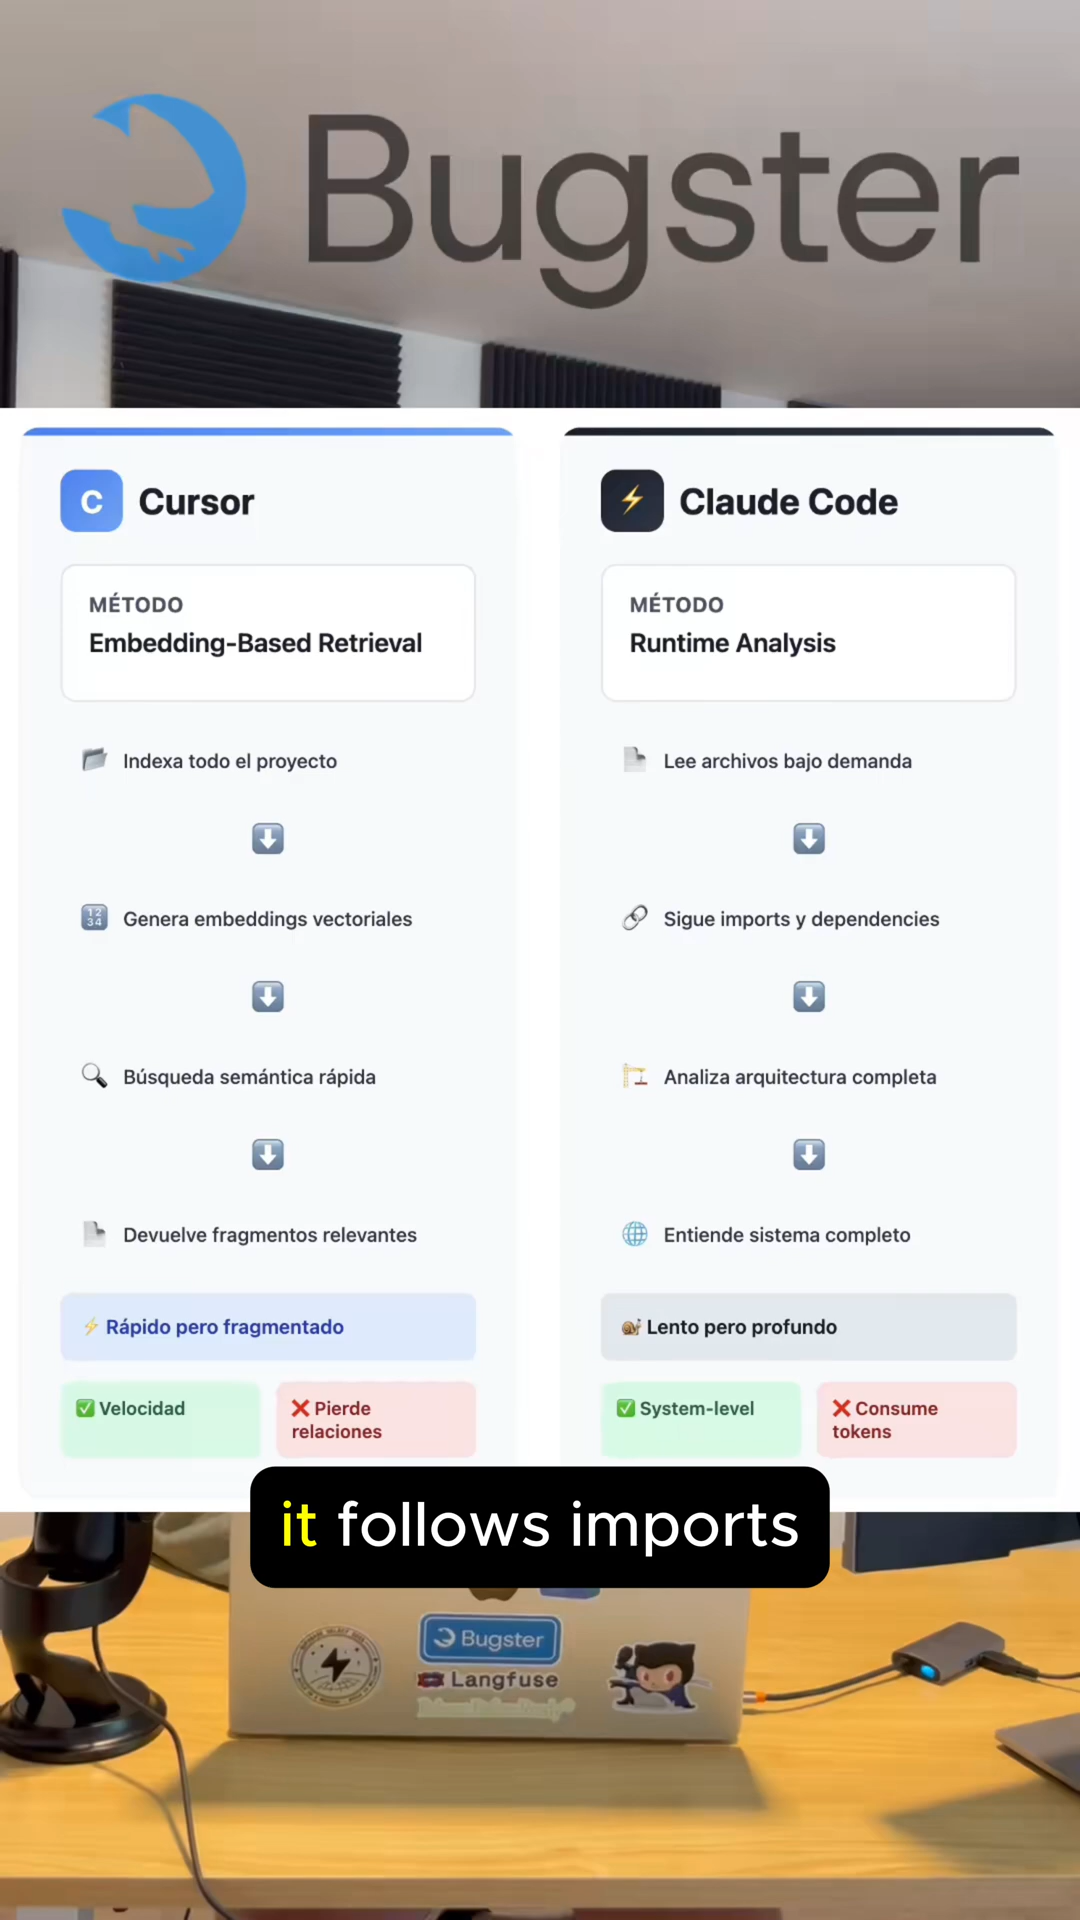 Bugster
C Cursor
MÉTODO
Embedding-Based Retrieval
Indexa todo el proyecto
Genera embeddings vectoriales
Búsqueda semántica rápida
Devuelve fragmentos relevantes
Rápido pero fragmentado
Velocidad
Pierde
relaciones
Claude Code
MÉTODO
Runtime Analysis
Lee archivos bajo demanda
Sigue imports y dependencies
Analiza arquitectura completa
Entiende sistema completo
Lento pero profundo
System-level
Consume
tokens
it follows imports
Bugster
Langfuse